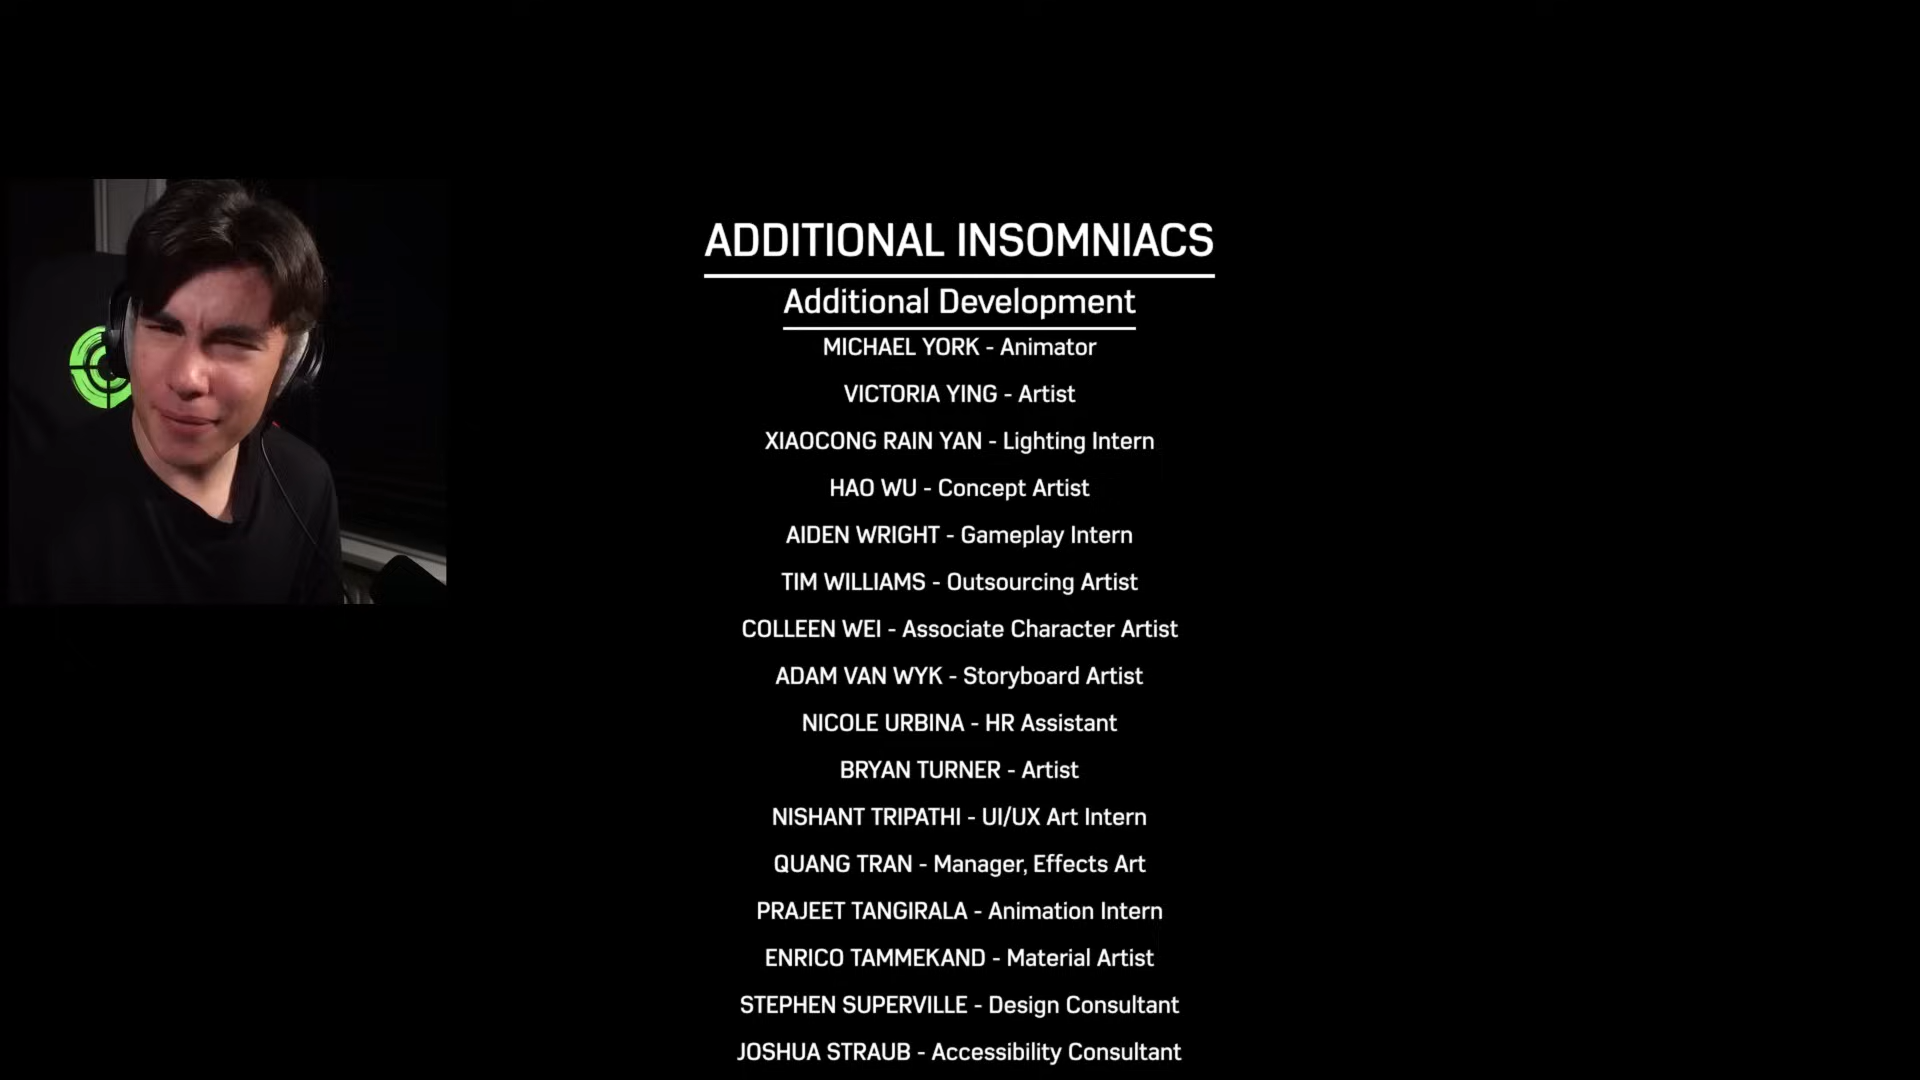 ADDITIONAL INSOMNIACS
Additional Development
MICHAEL YORK - Animator
VICTORIA YING - Artist
XIAOCONG RAIN YAN - Lighting Intern
HAO WU - Concept Artist
AIDEN WRIGHT - Gameplay Intern
TIM WILLIAMS - Outsourcing Artist
COLLEEN WEI - Associate Character Artist
ADAM VAN WYK - Storyboard Artist
NICOLE URBINA - HR Assistant
BRYAN TURNER - Artist
NISHANT TRIPATHI - UI/UX Art Intern
QUANG TRAN - Manager, Effects Art
PRAJEET TANGIRALA - Animation Intern
ENRICO TAMMEKAND - Material Artist
STEPHEN SUPERVILLE - Design Consultant
JOSHUA STRAUB - Accessibility Consultant